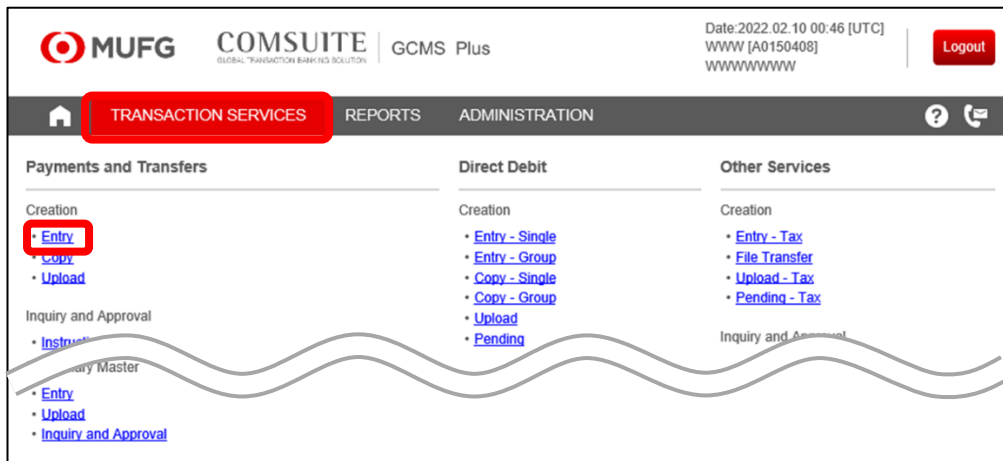 MUFG
COMSUITE
GLOBAL TRANSACTION BANKING SOLUTION
GCMS Plus
Date:2022.02.10 00:46 [UTC]
WWW [A0150408]
WWWWWWWW
Logout
TRANSACTION SERVICES REPORTS ADMINISTRATION
?
Payments and Transfers
Creation
• Entry
• Copy
• Upload
Inquiry and Approval
Master
• Entry
• Upload
• Inquiry and Approval
Direct Debit
Creation
• Entry - Single
• Entry - Group
• Copy - Single
• Copy - Group
• Upload
• Pending
Other Services
Creation
• Entry - Tax
• File Transfer
• Upload - Tax
• Pending - Tax
Inquiry and Approval